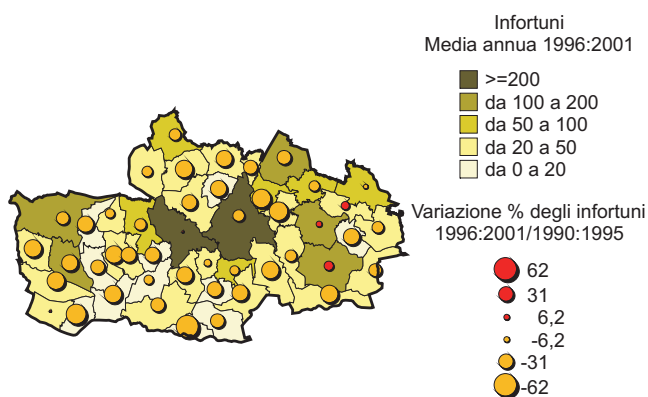 Infortuni
Media annua 1996:2001
>=200
da 100 a 200
da 50 a 100
da 20 a 50
da 0 a 20
Variazione % degli infortuni
1996:2001/1990:1995
62
31
6,2
-6,2
-31
-62